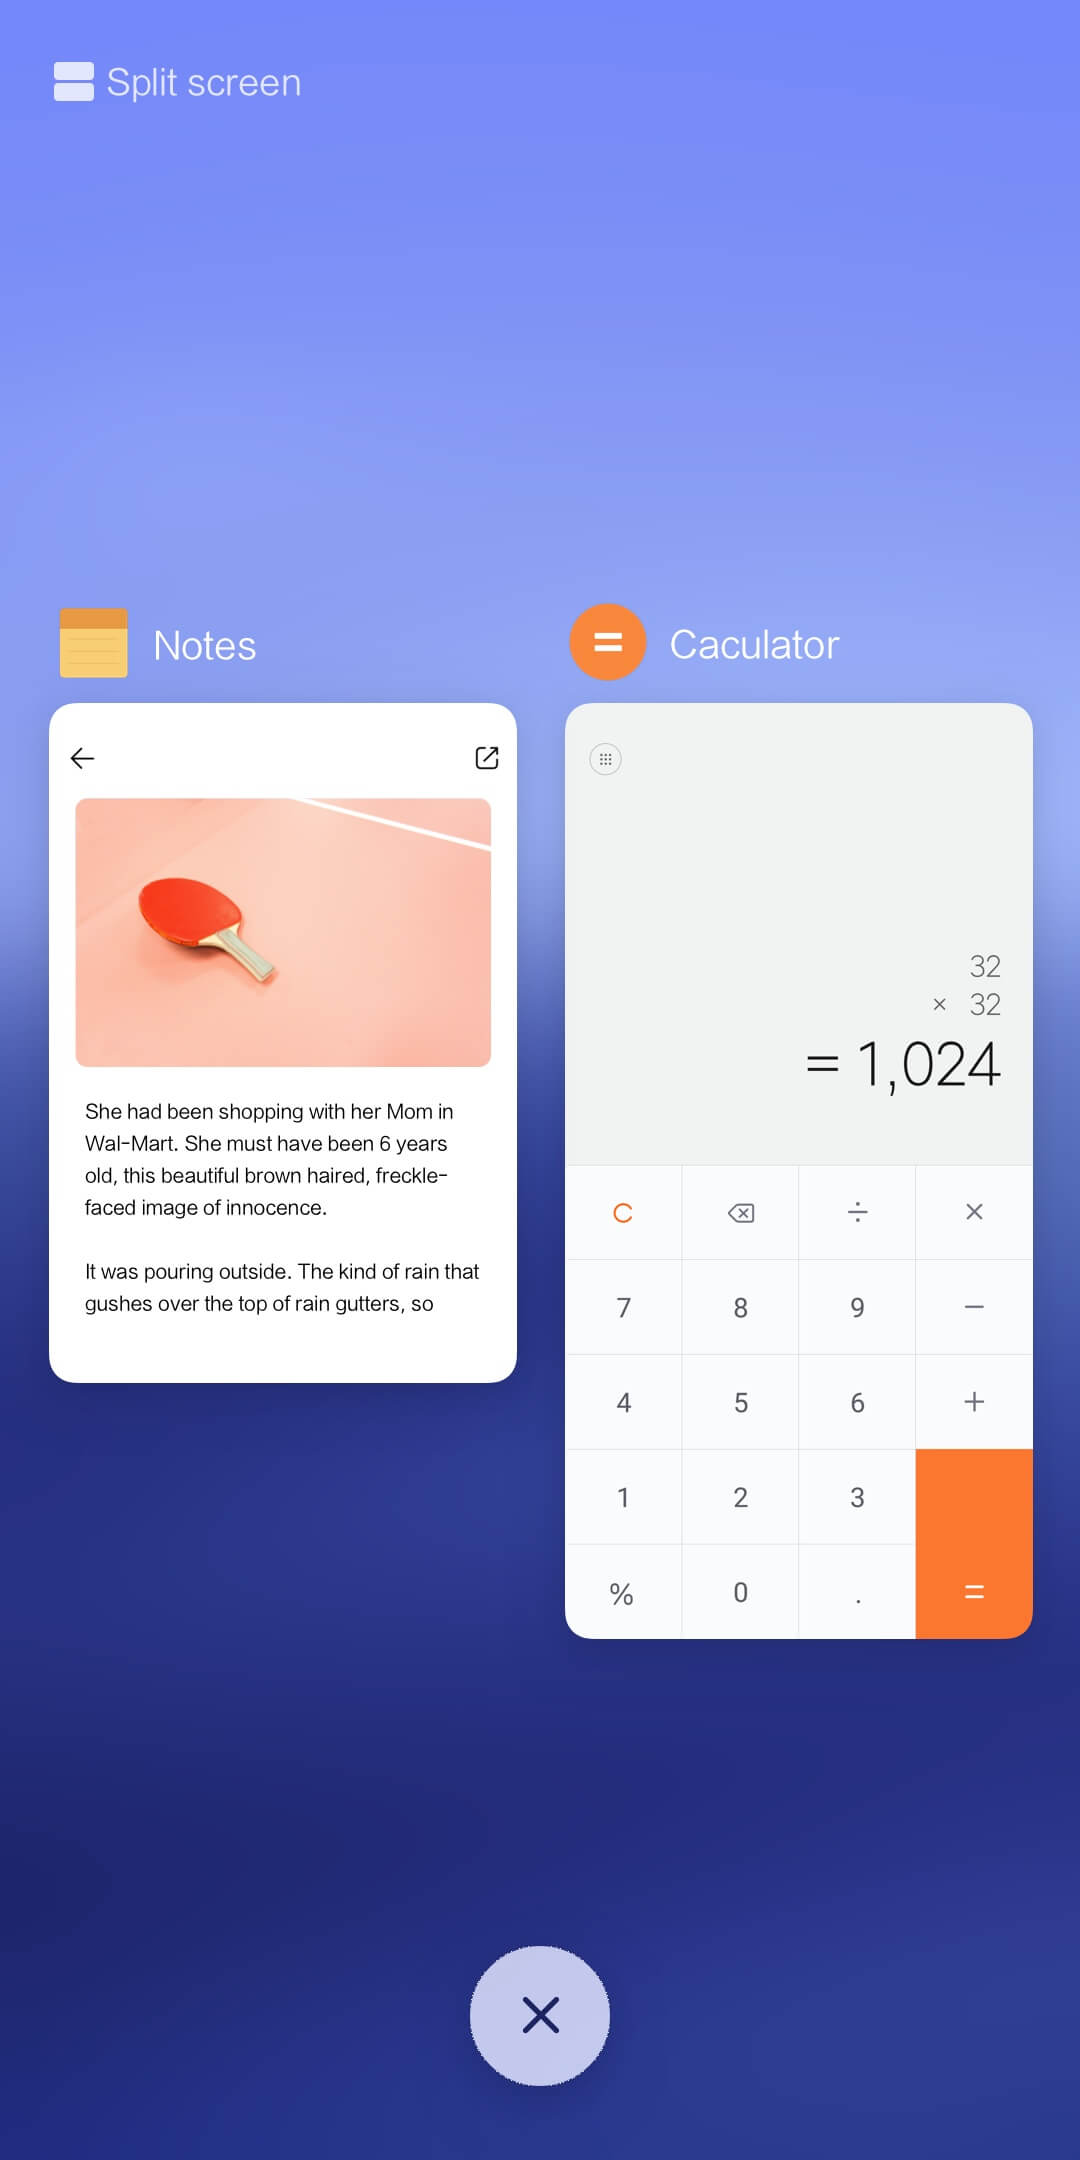 Split screen
Notes
Caculator
She had been shopping with her Mom in
Wal-Mart. She must have been 6 years
old, this beautiful brown haired, freckle-
faced image of innocence.
It was pouring outside. The kind of rain that
gushes over the top of rain gutters, so
32
× 32
= 1,024
C ÷ ×
7 8 9 −
4 5 6 +
1 2 3
% 0 . =